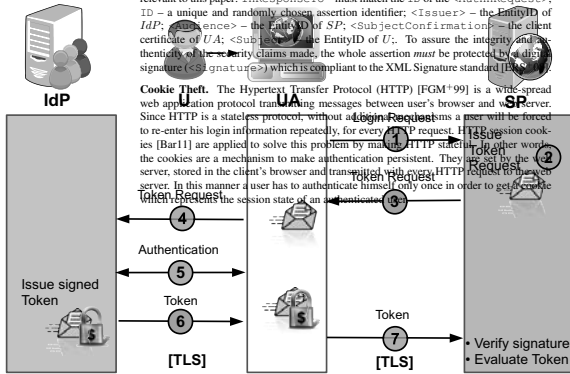 relevant to this paper: InResponseTo – must match the ID of the <AuthnRequest>;
ID – a unique and randomly chosen assertion identifier; <Issuer> – the EntityID of
IdP; <Audience> – the EntityID of SP; <SubjectConfirmation> – the client
certificate of UA; <Subject> – the EntityID of U;. To assure the integrity and au-
thenticity of the security claims made, the whole assertion must be protected by a digital
signature (<Signature>) which is compliant to the XML Signature standard
IdP
U
UA
SP
Cookie Theft. The Hypertext Transfer Protocol (HTTP) [FGM+99] is a wide-spread
web application protocol transmitting messages between user's browser and web server.
Since HTTP is a stateless protocol, without additional mechanisms a user will be forced
to re-enter his login information repeatedly, for every HTTP request. HTTP session cook-
ies [Bar11] are applied to solve this problem by making HTTP stateful. In other words,
the cookies are a mechanism to make authentication persistent. They are set by the web
server, stored in the client's browser and transmitted with every HTTP request to the web
server. In this manner a user has to authenticate himself only once in order to get a cookie
which represents the session state of an authenticated user.
Login Request
1
Issue
Token
Request
2
Token Request
3
Token Request
4
Authentication
5
Issue signed
Token
Token
6
Token
7
[TLS]
[TLS]
• Verify signature
• Evaluate Token